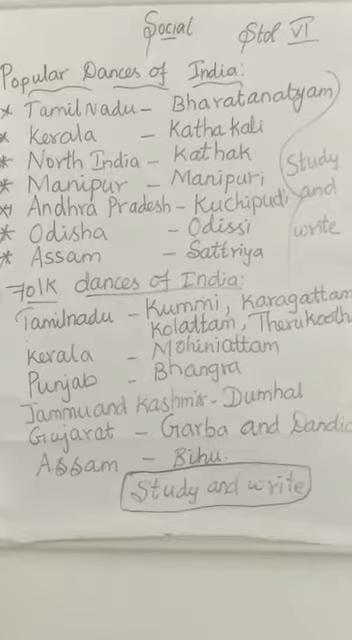 Social Std VI
Popular Dances of India:
* Tamil Nadu - Bharatanatyam
* Kerala - Kathakali
* North India - Kathak
* Manipur - Manipuri
* Andhra Pradesh - Kuchipudi
* Odisha - Odissi
* Assam - Sattriya
Study
and
write
Folk dances of India:
Tamilnadu - Kummi, Karagattam
Kolattam, Therukooth
Kerala - Mohiniattam
Punjab - Bhangra
Jammu and Kashmir - Dumhal
Gujarat - Garba and Dandi
Assam - Bihu.
Study and write